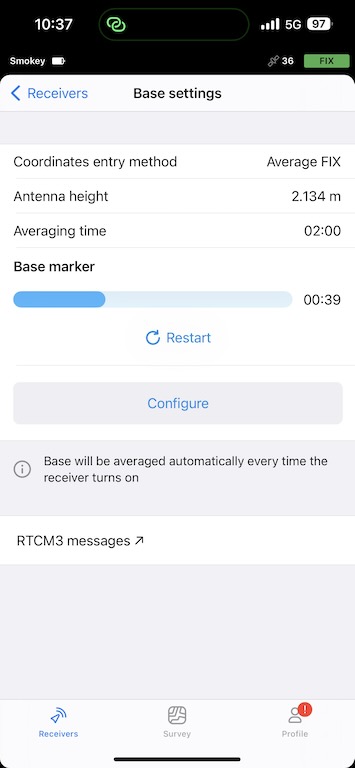 10:37
5G 97
Smokey 36 FIX
Receivers Base settings
Coordinates entry method Average FIX
Antenna height 2.134 m
Averaging time 02:00
Base marker
00:39
Restart
Configure
Base will be averaged automatically every time the
receiver turns on
RTCM3 messages ↗
Receivers Survey Profile